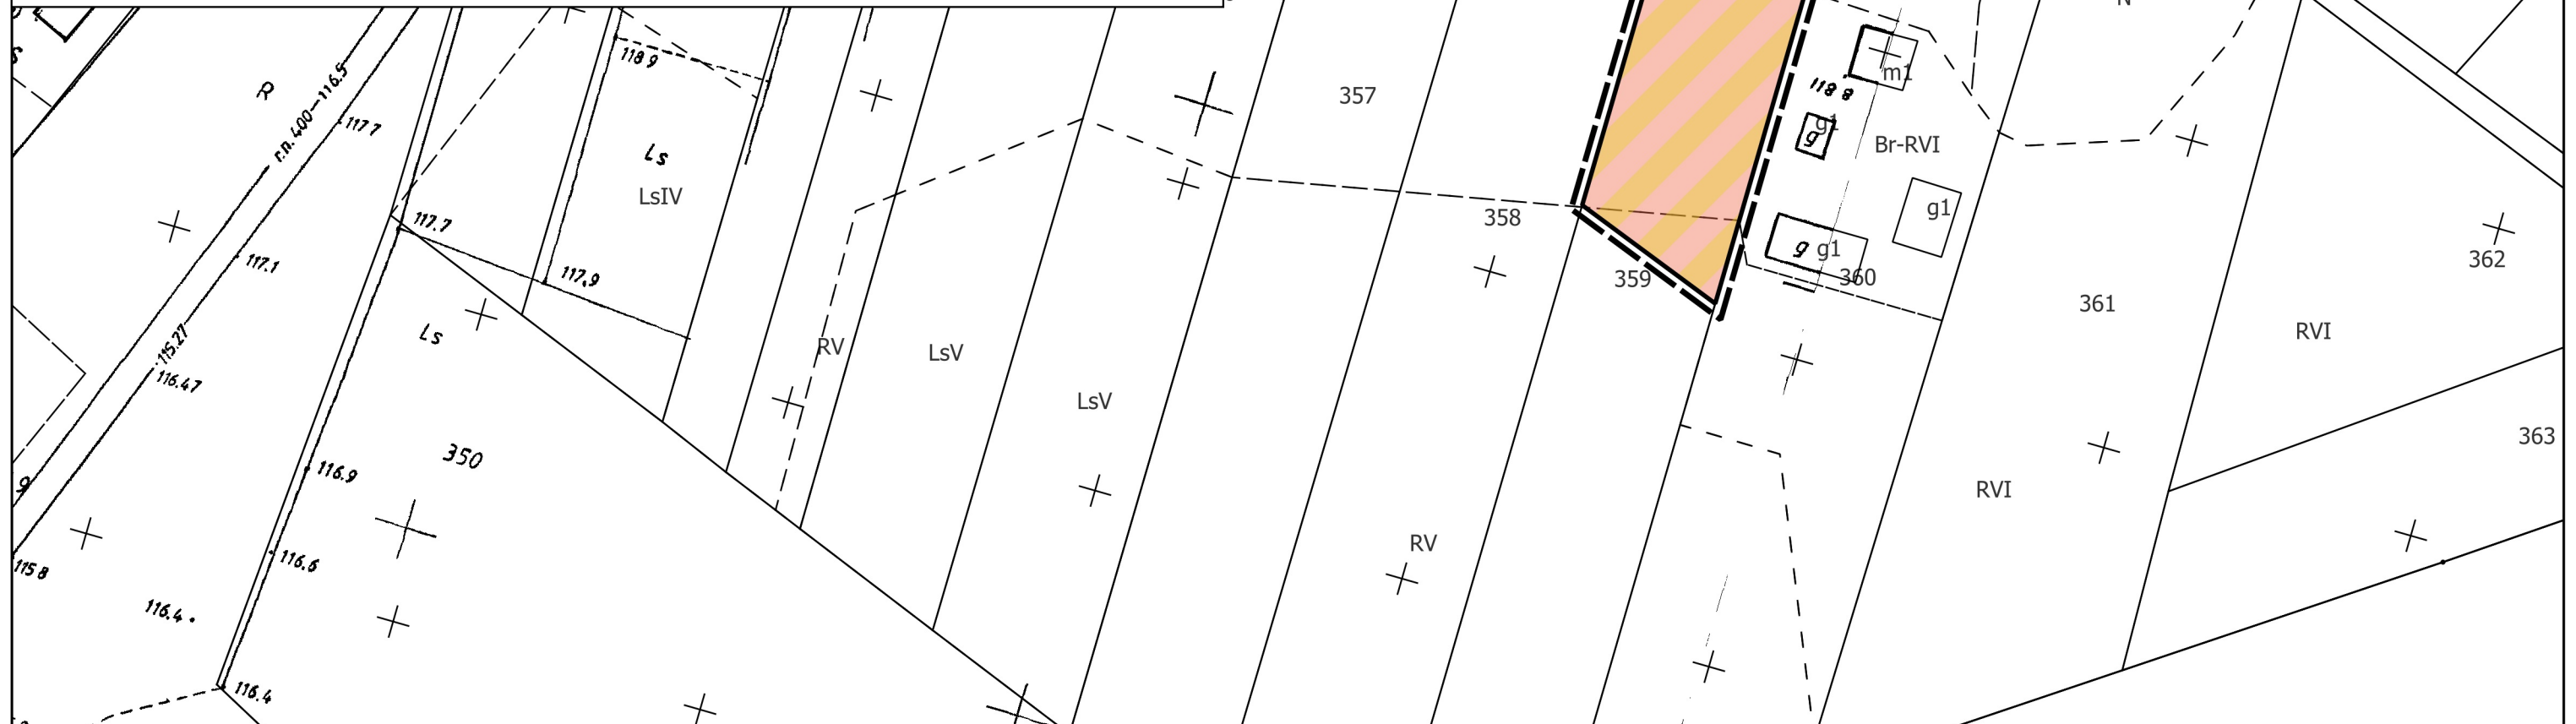 R
r.n. 400-116.5
117 7
118 9
Ls
LsIV
357
m1
118 8
g1
g
Br-RVI
N
117.7
117.9
117.1
358
359
g1
g
g1
360
362
361
RVI
115.27
116.47
Ls
RV
LsV
LsV
350
363
116.9
9
RVI
RV
116.6
115 8
116.4
116.4